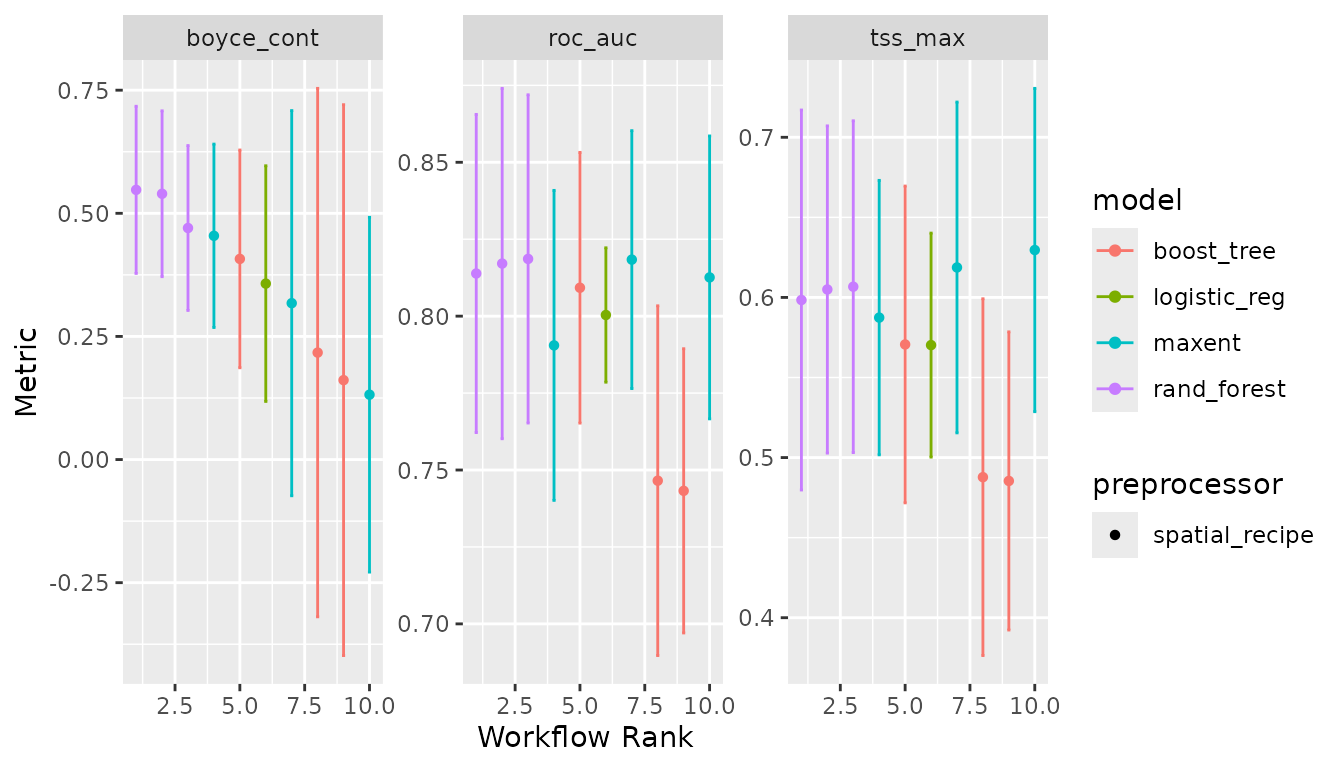 boyce_cont
roc_auc
tss_max
Metric
0.75
0.50
0.25
0.00
-0.25
0.85
0.80
0.75
0.70
0.7
0.6
0.5
0.4
2.5 5.0 7.5 10.0
2.5 5.0 7.5 10.0
2.5 5.0 7.5 10.0
Workflow Rank
model
boost_tree
logistic_reg
maxent
rand_forest
preprocessor
spatial_recipe